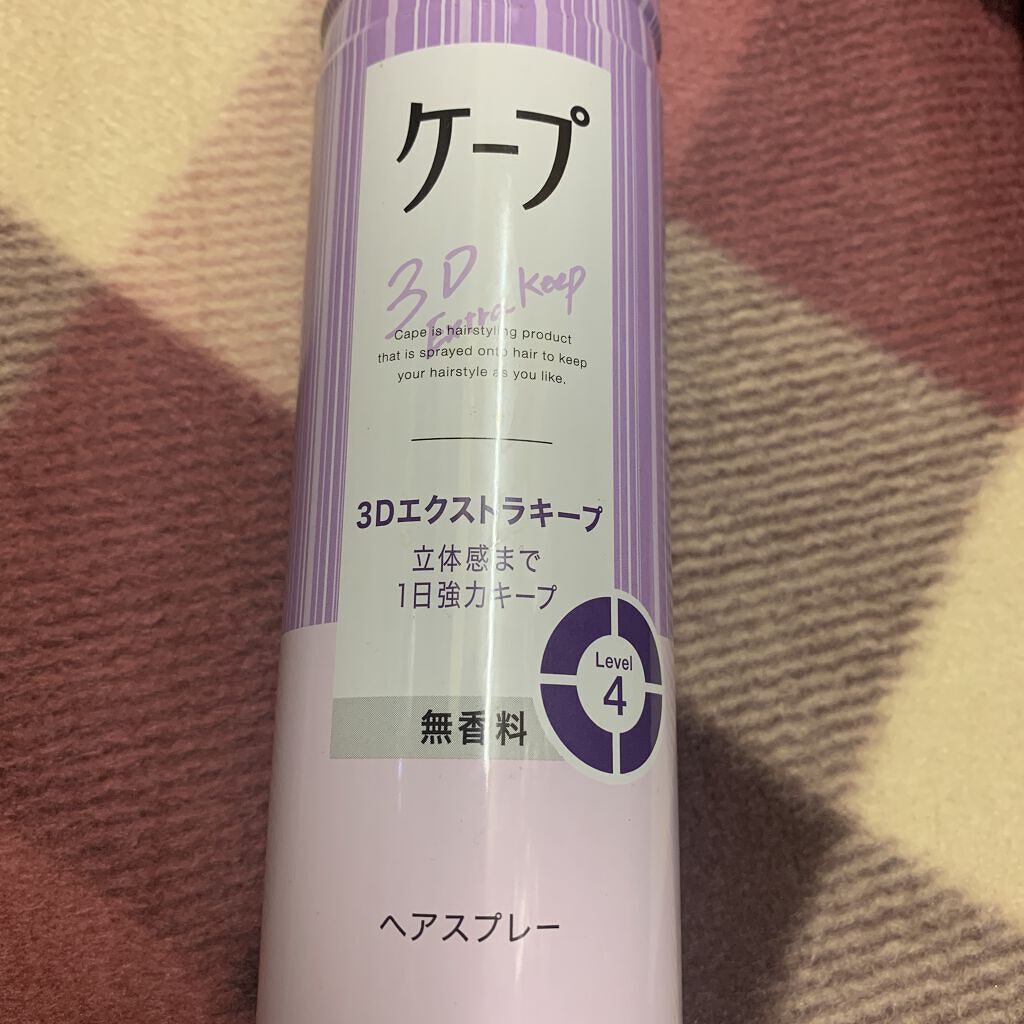 ケープ
3D
Extra Keep
Cape is hairstyling product
that is sprayed onto hair to keep
your hairstyle as you like.
3Dエクストラキープ
立体感まで
1日強力キープ
Level
4
無香料
ヘアスプレー